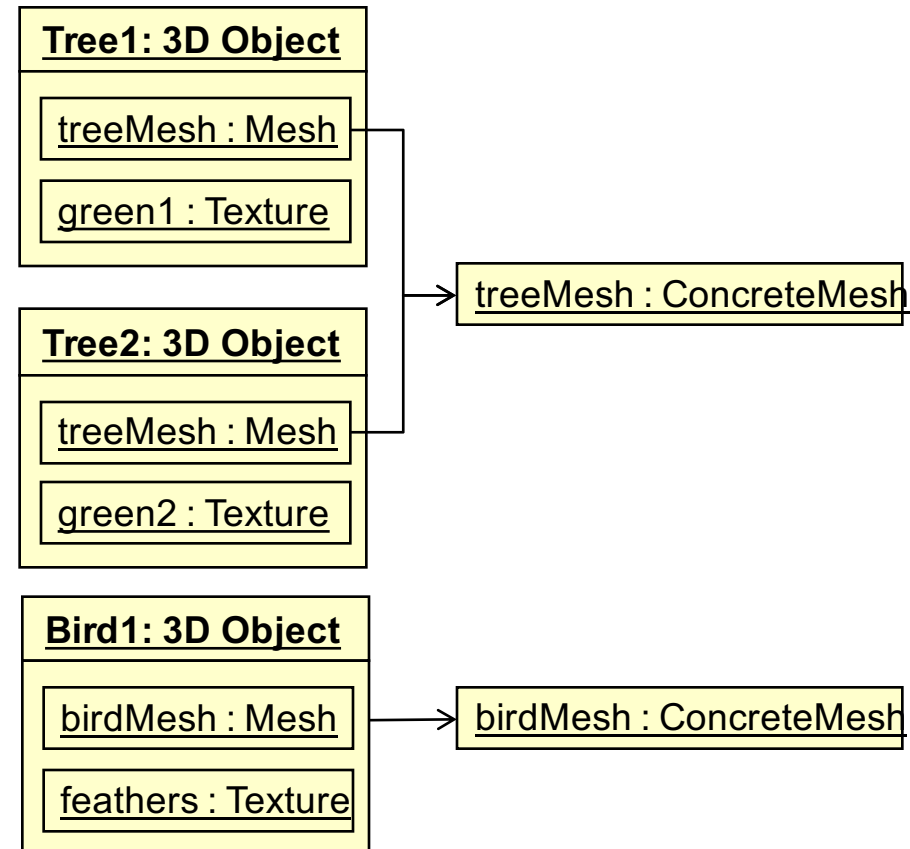 Tree1: 3D Object
treeMesh : Mesh
green1 : Texture
treeMesh : ConcreteMesh
Tree2: 3D Object
treeMesh : Mesh
green2 : Texture
Bird1: 3D Object
birdMesh : Mesh
birdMesh : ConcreteMesh
feathers : Texture